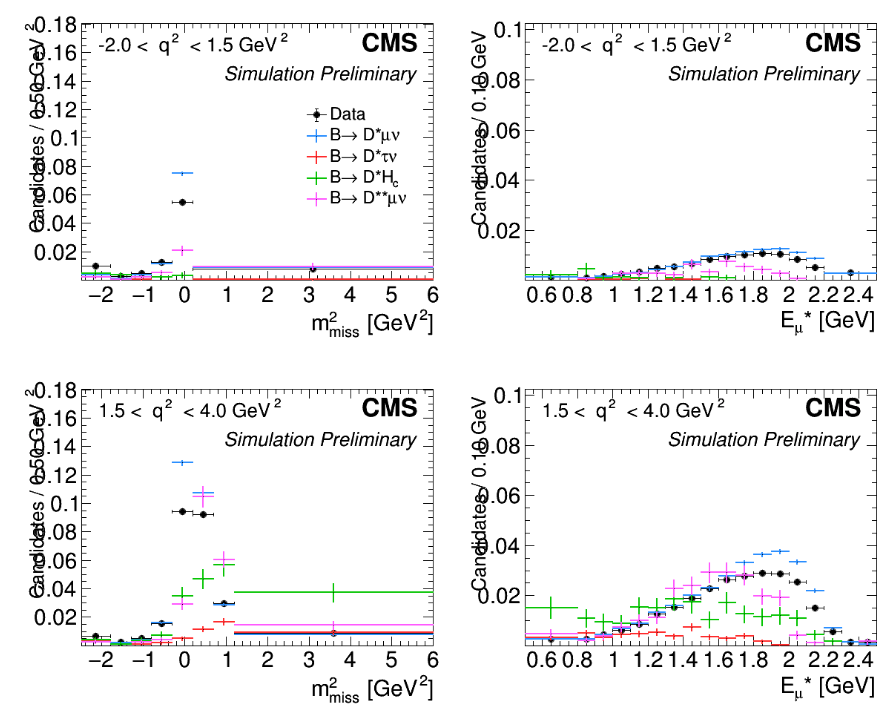 -2.0 < q² < 1.5 GeV²
CMS
Simulation Preliminary
Data
B→ D*μν
B→ D*τν
B→ D*H_c
B→ D**μν
Candidates / 0.50 GeV²
0.18
0.16
0.14
0.12
0.1
0.08
0.06
0.04
0.02
−2 −1 0 1 2 3 4 5 6
m²_miss [GeV²]
-2.0 < q² < 1.5 GeV²
CMS
Simulation Preliminary
Candidates / 0.10 GeV
0.1
0.08
0.06
0.04
0.02
0.6 0.8 1 1.2 1.4 1.6 1.8 2 2.2 2.4
E_μ* [GeV]
1.5 < q² < 4.0 GeV²
CMS
Simulation Preliminary
Candidates / 0.50 GeV²
0.18
0.16
0.14
0.12
0.1
0.08
0.06
0.04
0.02
−2 −1 0 1 2 3 4 5 6
m²_miss [GeV²]
1.5 < q² < 4.0 GeV²
CMS
Simulation Preliminary
Candidates / 0.10 GeV
0.1
0.08
0.06
0.04
0.02
0.6 0.8 1 1.2 1.4 1.6 1.8 2 2.2 2.4
E_μ* [GeV]